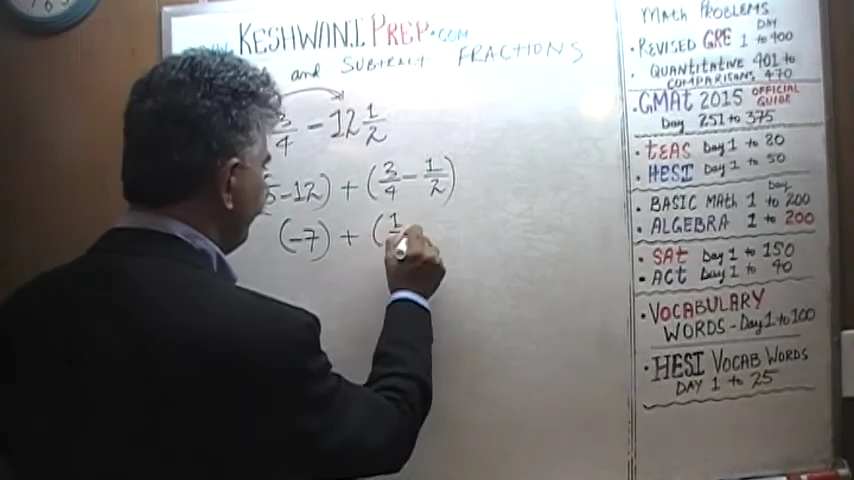 www.KESHWANI PREP.com
and SUBTRACT FRACTIONS
3/4 - 12 1/2
5 - 12) + (3/4 - 1/2)
(-7) + (1
MATH PROBLEMS
DAY
• REVISED GRE 1 to 400
• QUANTITATIVE 401 to
COMPARISONS 470
• GMAT 2015 OFFICIAL GUIDE
Day 251 to 375
• TEAS Day 1 to 20
• HESI Day 1 to 50
Day
• BASIC MATH 1 to 200
• ALGEBRA 1 to 200
• SAt Day 1 to 150
• ACt Day 1 to 90
• VOCABULARY
WORDS - Day 1 to 100
• HESI VOCAB WORDS
DAY 1 to 25